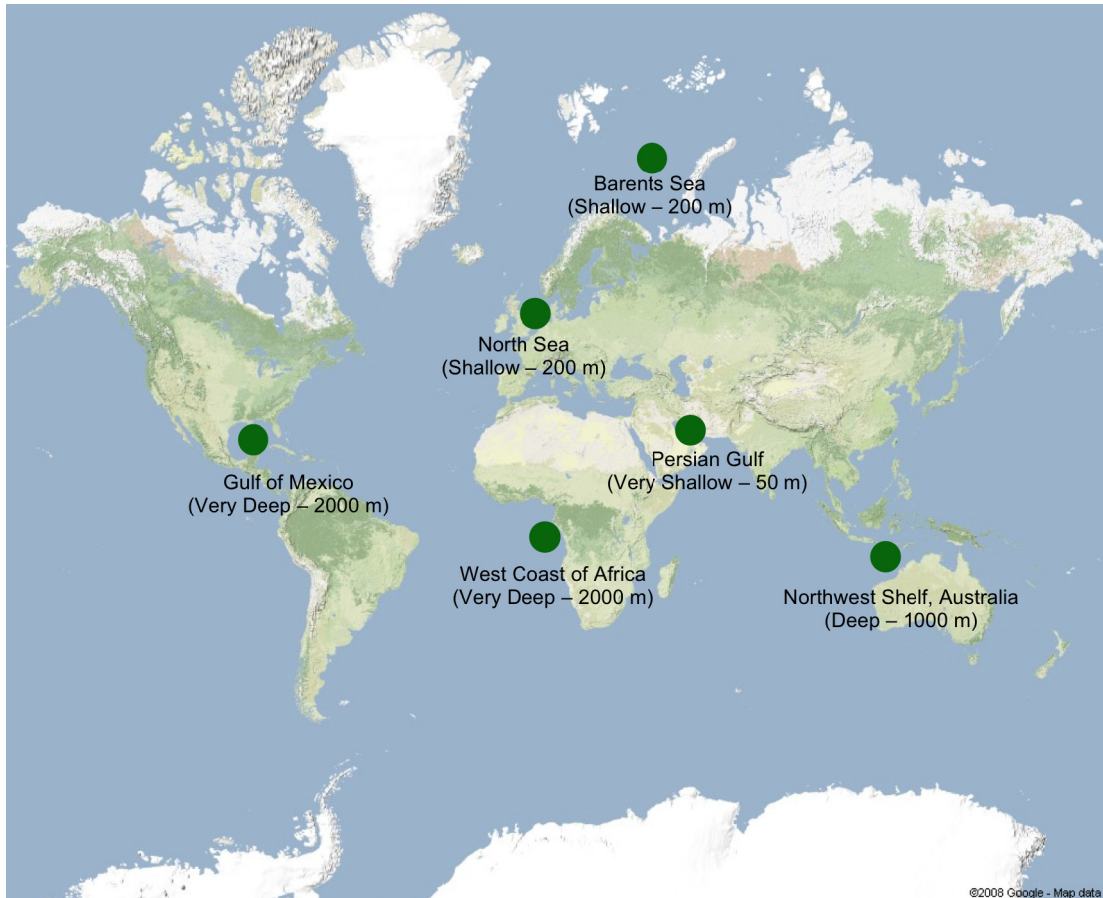 Barents Sea
(Shallow – 200 m)
North Sea
(Shallow – 200 m)
Persian Gulf
(Very Shallow – 50 m)
Gulf of Mexico
(Very Deep – 2000 m)
West Coast of Africa
(Very Deep – 2000 m)
Northwest Shelf, Australia
(Deep – 1000 m)
©2008 Google - Map data